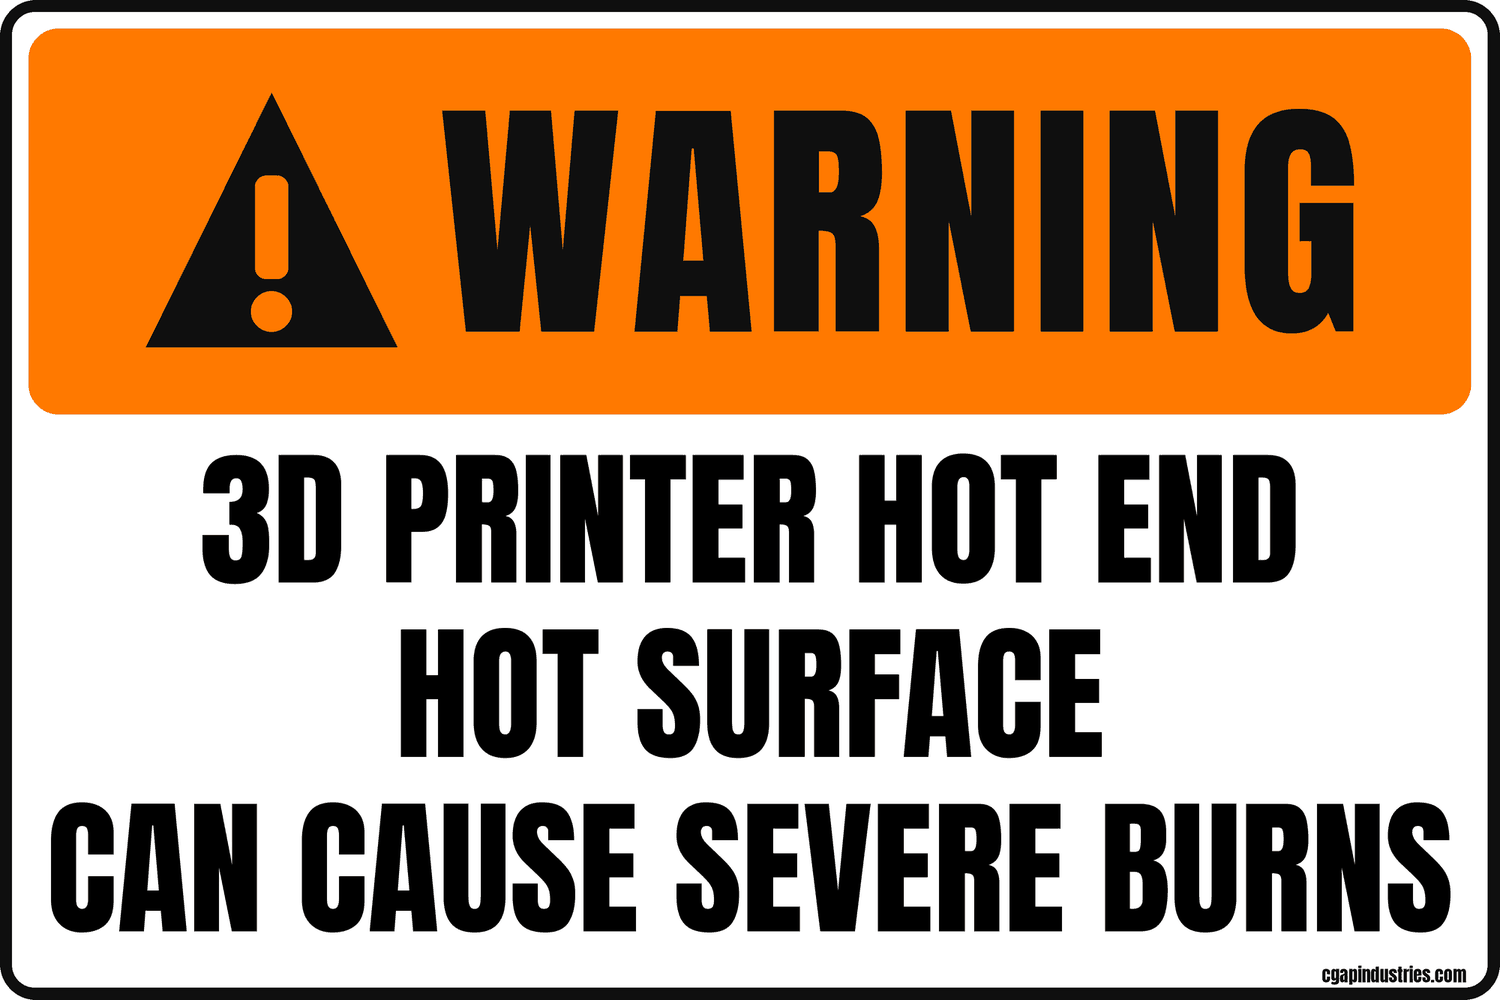 WARNING
3D PRINTER HOT END
HOT SURFACE
CAN CAUSE SEVERE BURNS
cgapindustries.com